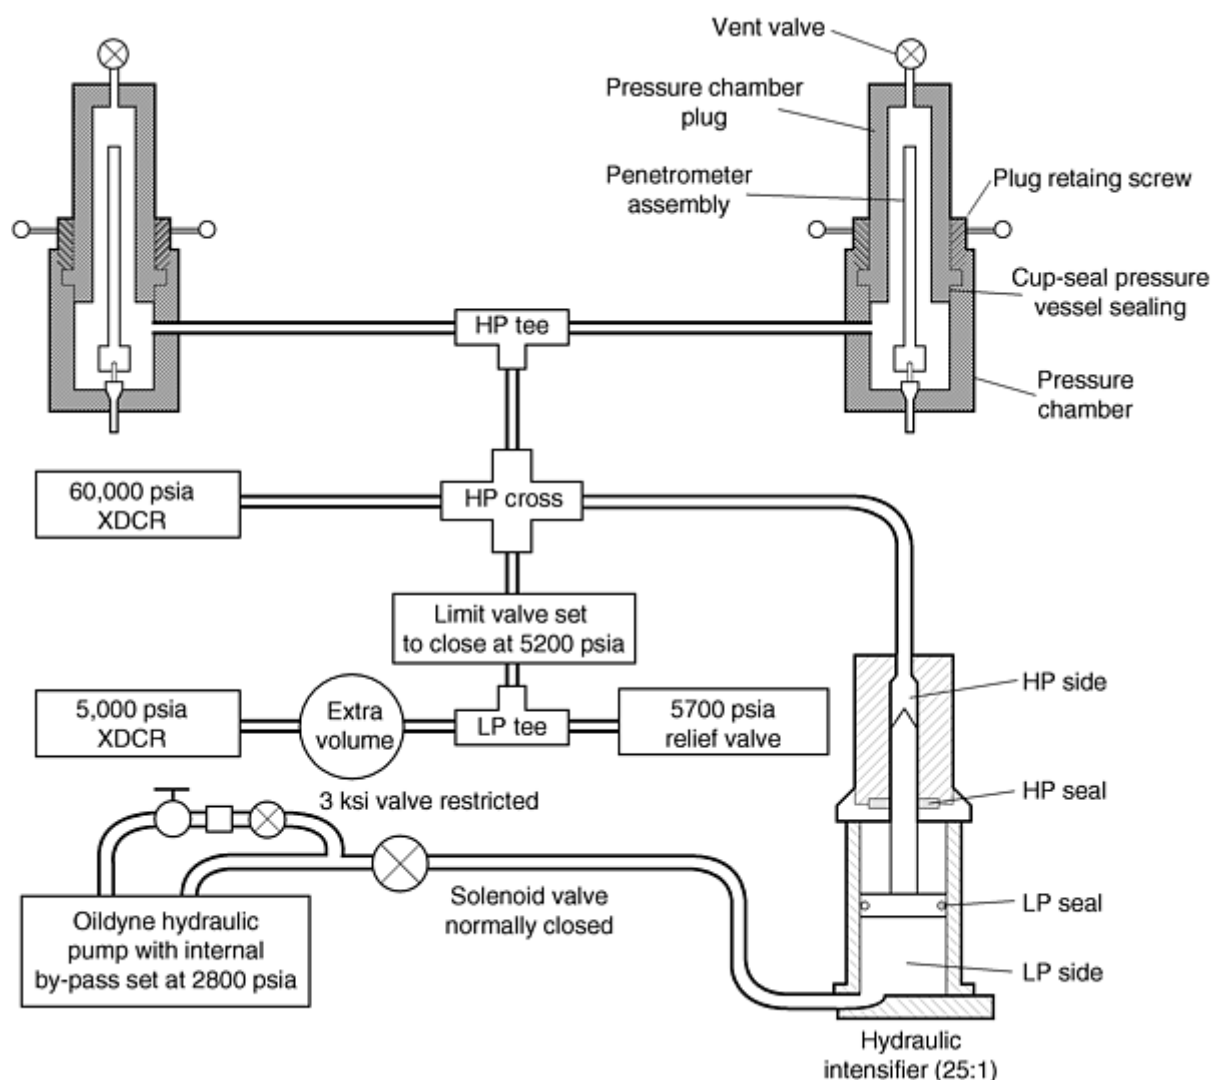 Vent valve
Pressure chamber
plug
Penetrometer
assembly
Plug retaing screw
Cup-seal pressure
vessel sealing
Pressure
chamber
HP tee
60,000 psia
XDCR
HP cross
Limit valve set
to close at 5200 psia
5,000 psia
XDCR
Extra
volume
LP tee
5700 psia
relief valve
HP side
HP seal
LP seal
LP side
3 ksi valve restricted
Solenoid valve
normally closed
Oildyne hydraulic
pump with internal
by-pass set at 2800 psia
Hydraulic
intensifier (25:1)